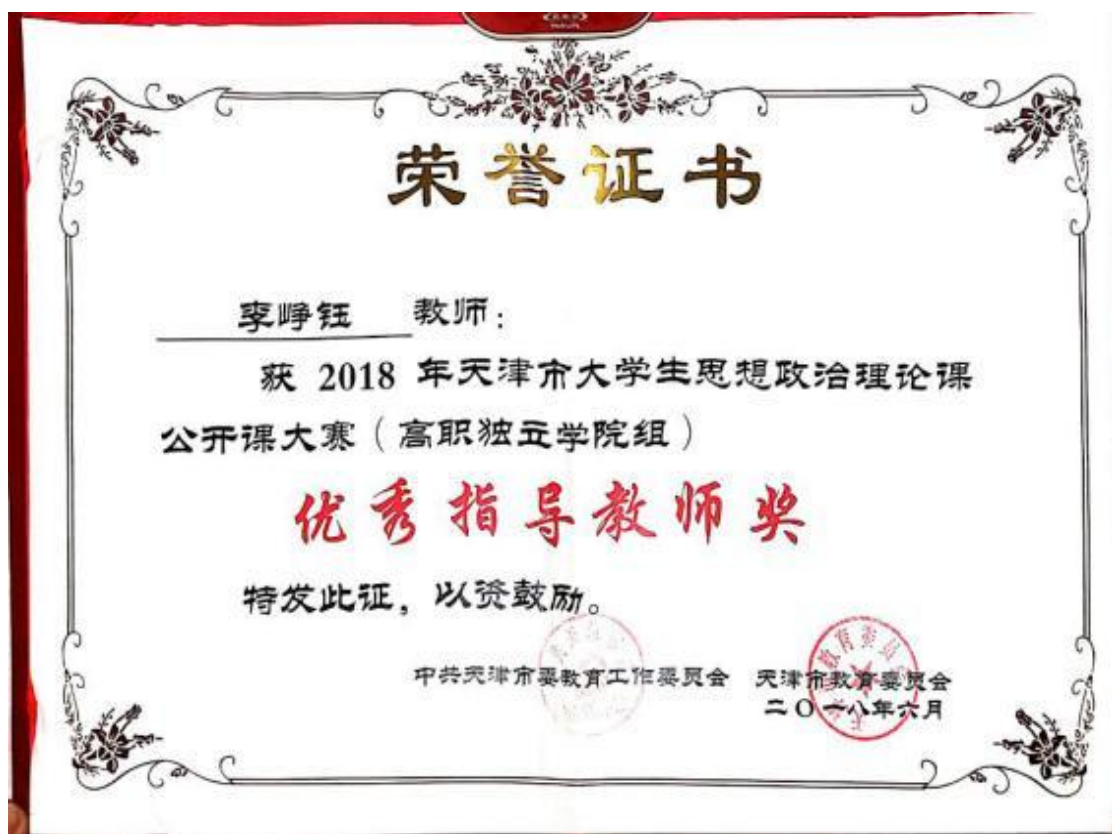 荣誉证书
李峥钰 教师：
获 2018 年天津市大学生思想政治理论课
公开课大赛（高职独立学院组）
优秀指导教师奖
特发此证，以资鼓励。
中共天津市委教育工作委员会 天津市教育委员会
二〇一八年六月